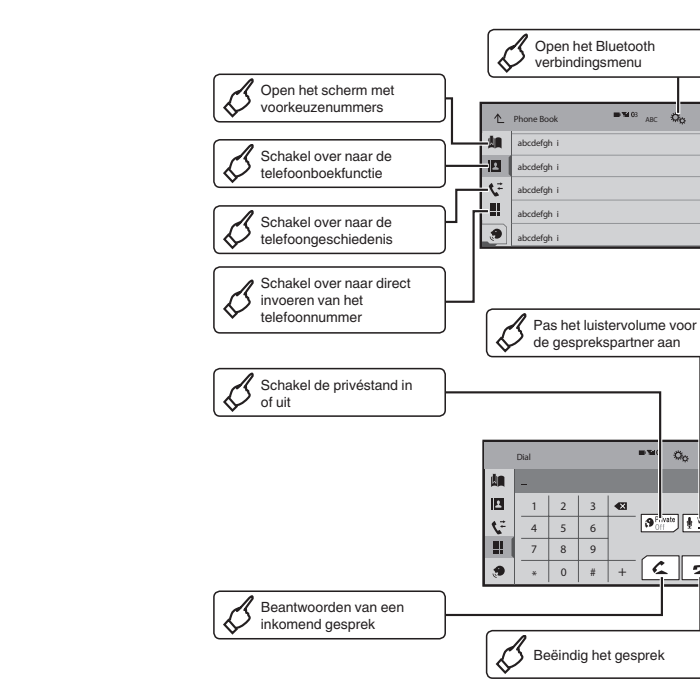 Open het Bluetooth
verbindingsmenu
Open het scherm met
voorkeuzenummers
Schakel over naar de
telefoonboekfunctie
Schakel over naar de
telefoongeschiedenis
Schakel over naar direct
invoeren van het
telefoonnummer
Phone Book
03
ABC
abcdefgh i
abcdefgh i
abcdefgh i
abcdefgh i
abcdefgh i
Pas het luistervolume voor
de gesprekspartner aan
Schakel de privéstand in
of uit
Dial
_
1 2 3
4 5 6
7 8 9
* 0 # +
Private
Off
Beantwoorden van een
inkomend gesprek
Beëindig het gesprek